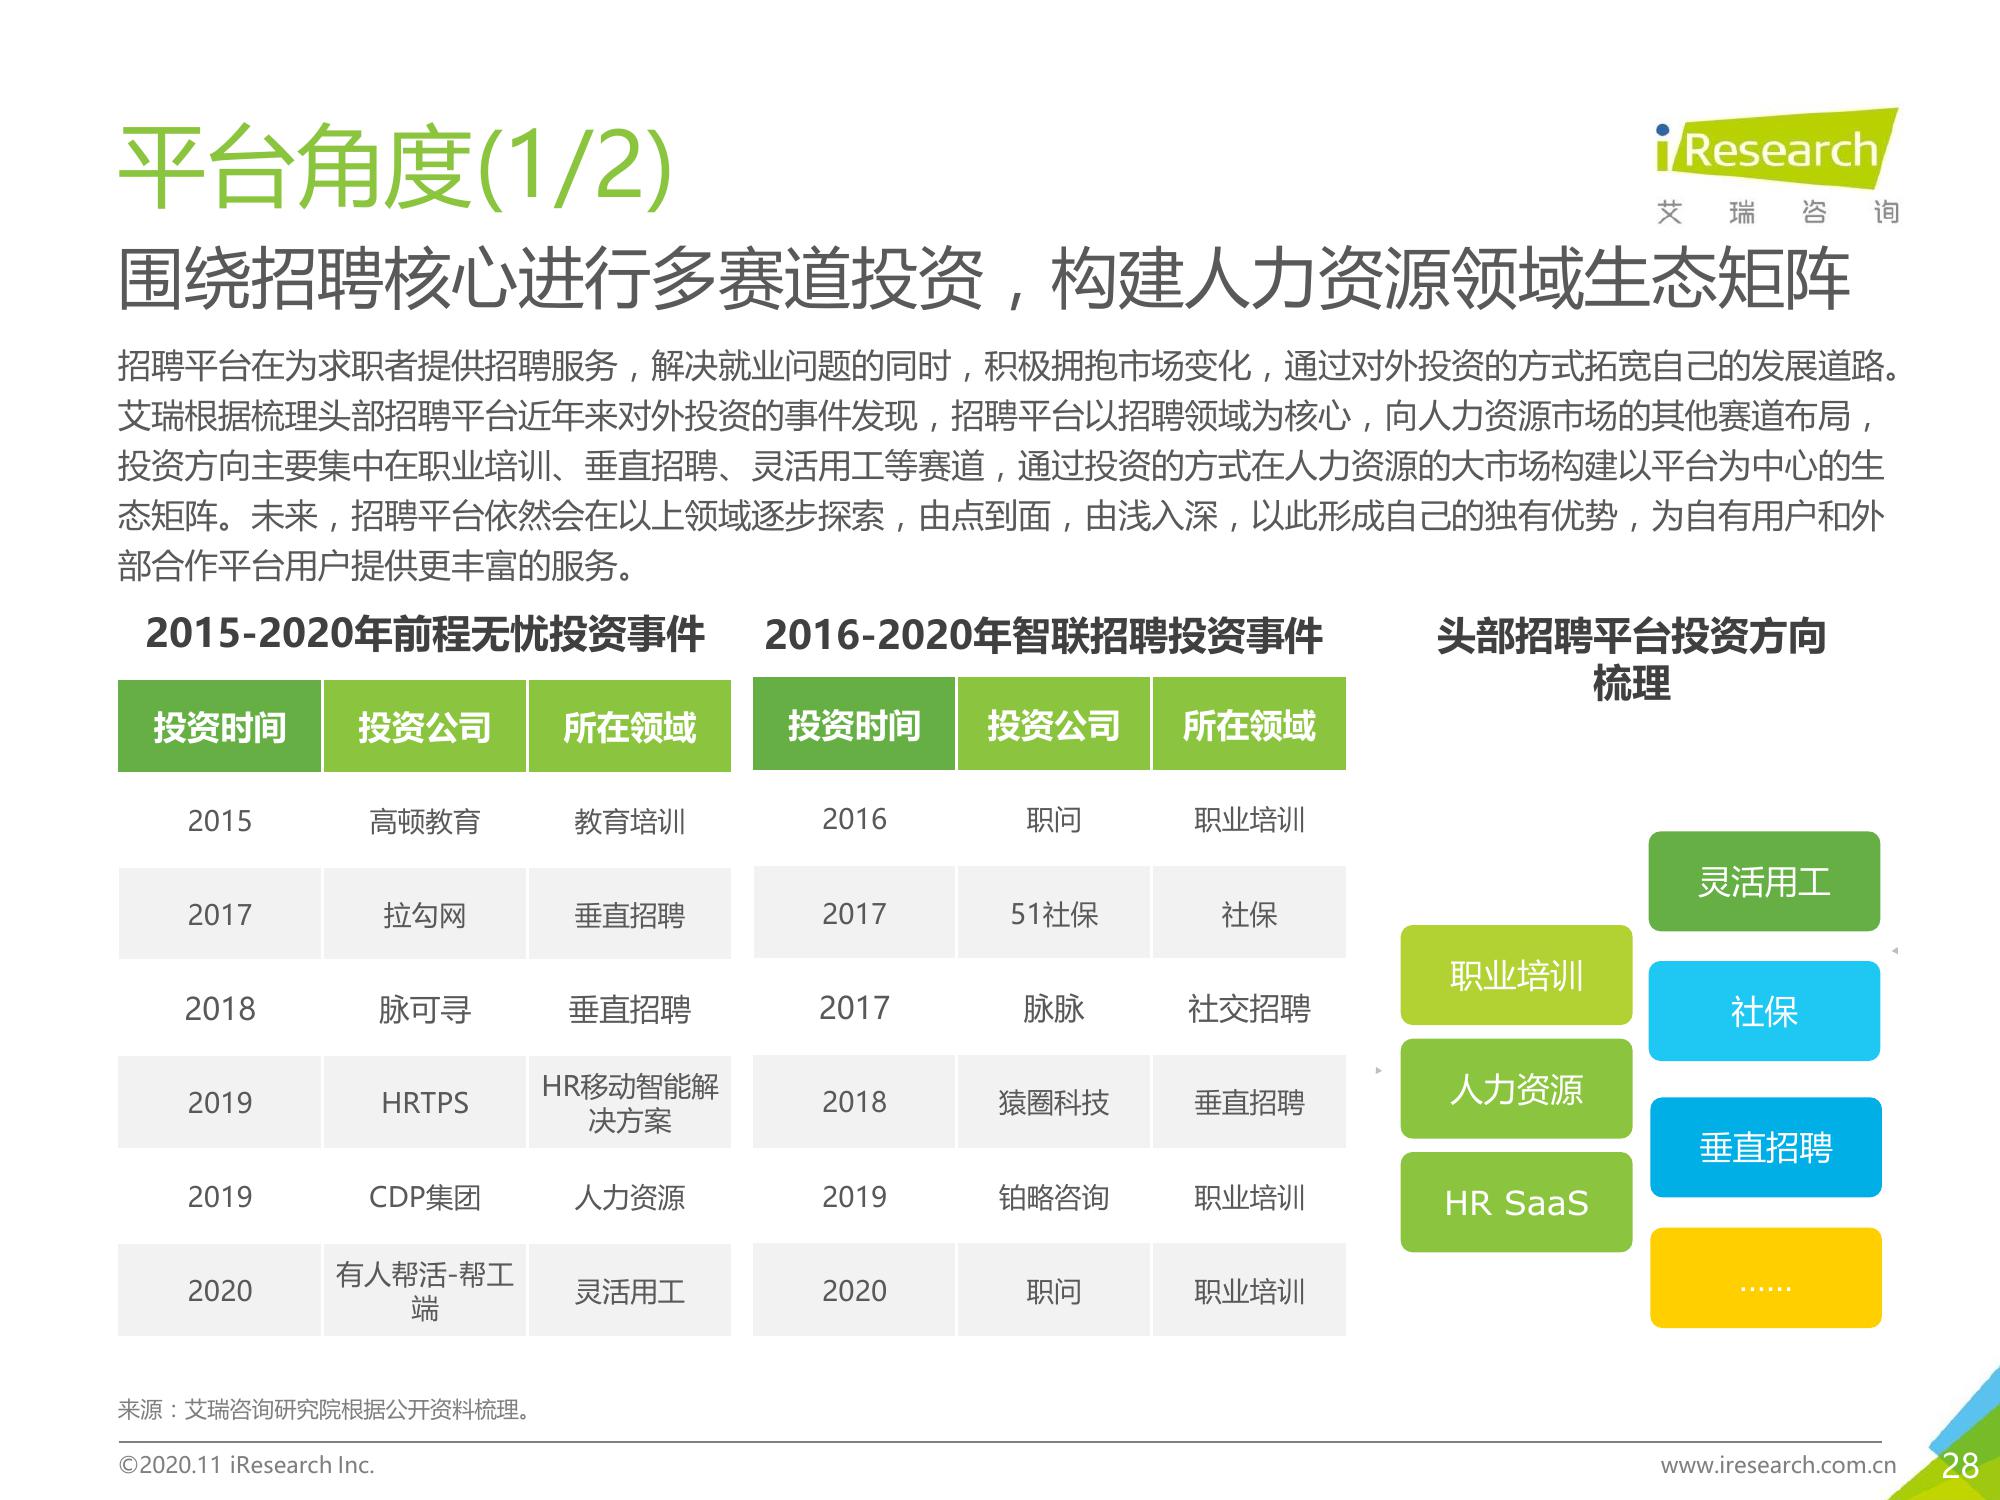 平台角度(1/2)
iResearch
艾瑞咨询
围绕招聘核心进行多赛道投资，构建人力资源领域生态矩阵
招聘平台在为求职者提供招聘服务，解决就业问题的同时，积极拥抱市场变化，通过对外投资的方式拓宽自己的发展道路。
艾瑞根据梳理头部招聘平台近年来对外投资的事件发现，招聘平台以招聘领域为核心，向人力资源市场的其他赛道布局，
投资方向主要集中在职业培训、垂直招聘、灵活用工等赛道，通过投资的方式在人力资源的大市场构建以平台为中心的生
态矩阵。未来，招聘平台依然会在以上领域逐步探索，由点到面，由浅入深，以此形成自己的独有优势，为自有用户和外
部合作平台用户提供更丰富的服务。
2015-2020年前程无忧投资事件
投资时间 投资公司 所在领域
2015 高顿教育 教育培训
2017 拉勾网 垂直招聘
2018 脉可寻 垂直招聘
2019 HRTPS HR移动智能解
决方案
2019 CDP集团 人力资源
2020 有人帮活-帮工
端 灵活用工
2016-2020年智联招聘投资事件
投资时间 投资公司 所在领域
2016 职问 职业培训
2017 51社保 社保
2017 脉脉 社交招聘
2018 猿圈科技 垂直招聘
2019 铂略咨询 职业培训
2020 职问 职业培训
头部招聘平台投资方向
梳理
职业培训
人力资源
HR SaaS
灵活用工
社保
垂直招聘
……
来源：艾瑞咨询研究院根据公开资料梳理。
©2020.11 iResearch Inc.
www.iresearch.com.cn
28